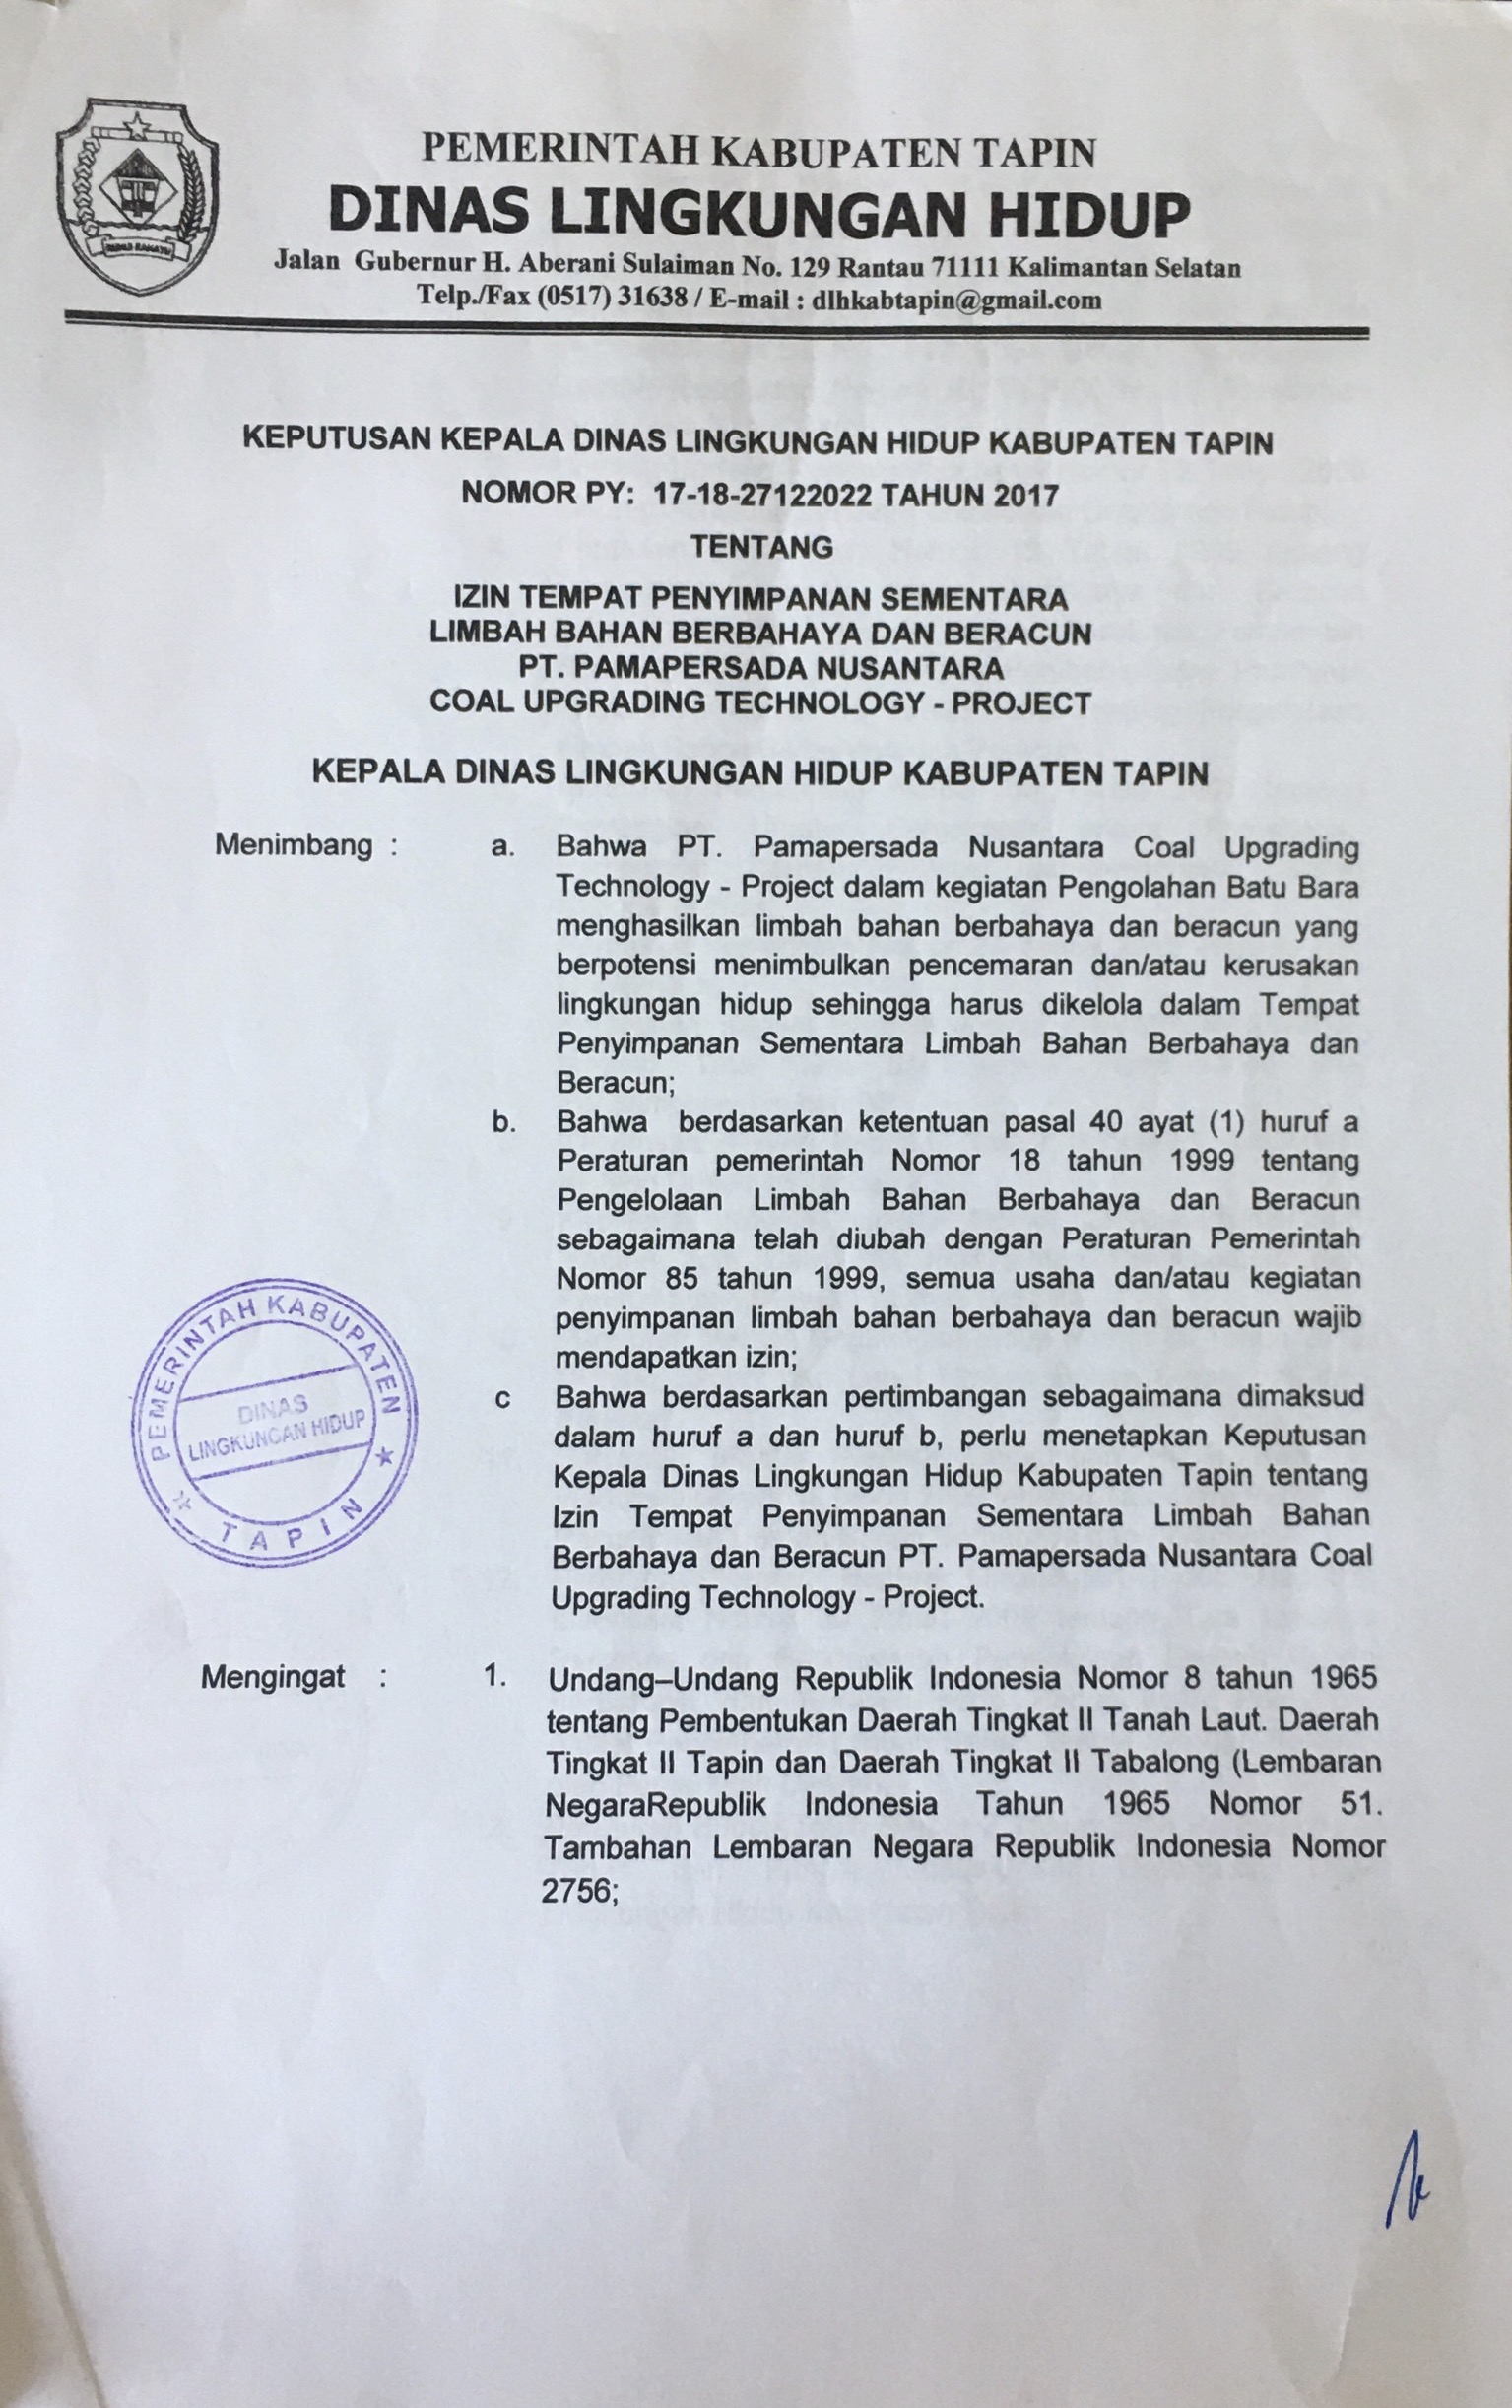 PEMERINTAH KABUPATEN TAPIN
DINAS LINGKUNGAN HIDUP
Jalan Gubernur H. Aberani Sulaiman No. 129 Rantau 71111 Kalimantan Selatan
Telp./Fax (0517) 31638 / E-mail : dlhkabtapin@gmail.com
KEPUTUSAN KEPALA DINAS LINGKUNGAN HIDUP KABUPATEN TAPIN
NOMOR PY: 17-18-27122022 TAHUN 2017
TENTANG
IZIN TEMPAT PENYIMPANAN SEMENTARA
LIMBAH BAHAN BERBAHAYA DAN BERACUN
PT. PAMAPERSADA NUSANTARA
COAL UPGRADING TECHNOLOGY - PROJECT
KEPALA DINAS LINGKUNGAN HIDUP KABUPATEN TAPIN
Menimbang : a. Bahwa PT. Pamapersada Nusantara Coal Upgrading
Technology - Project dalam kegiatan Pengolahan Batu Bara
menghasilkan limbah bahan berbahaya dan beracun yang
berpotensi menimbulkan pencemaran dan/atau kerusakan
lingkungan hidup sehingga harus dikelola dalam Tempat
Penyimpanan Sementara Limbah Bahan Berbahaya dan
Beracun;
b. Bahwa berdasarkan ketentuan pasal 40 ayat (1) huruf a
Peraturan pemerintah Nomor 18 tahun 1999 tentang
Pengelolaan Limbah Bahan Berbahaya dan Beracun
sebagaimana telah diubah dengan Peraturan Pemerintah
Nomor 85 tahun 1999, semua usaha dan/atau kegiatan
penyimpanan limbah bahan berbahaya dan beracun wajib
mendapatkan izin;
c Bahwa berdasarkan pertimbangan sebagaimana dimaksud
dalam huruf a dan huruf b, perlu menetapkan Keputusan
Kepala Dinas Lingkungan Hidup Kabupaten Tapin tentang
Izin Tempat Penyimpanan Sementara Limbah Bahan
Berbahaya dan Beracun PT. Pamapersada Nusantara Coal
Upgrading Technology - Project.
PEMERINTAH KABUPATEN
DINAS
LINGKUNGAN HIDUP
TAPIN
Mengingat : 1. Undang–Undang Republik Indonesia Nomor 8 tahun 1965
tentang Pembentukan Daerah Tingkat II Tanah Laut. Daerah
Tingkat II Tapin dan Daerah Tingkat II Tabalong (Lembaran
NegaraRepublik Indonesia Tahun 1965 Nomor 51.
Tambahan Lembaran Negara Republik Indonesia Nomor
2756;